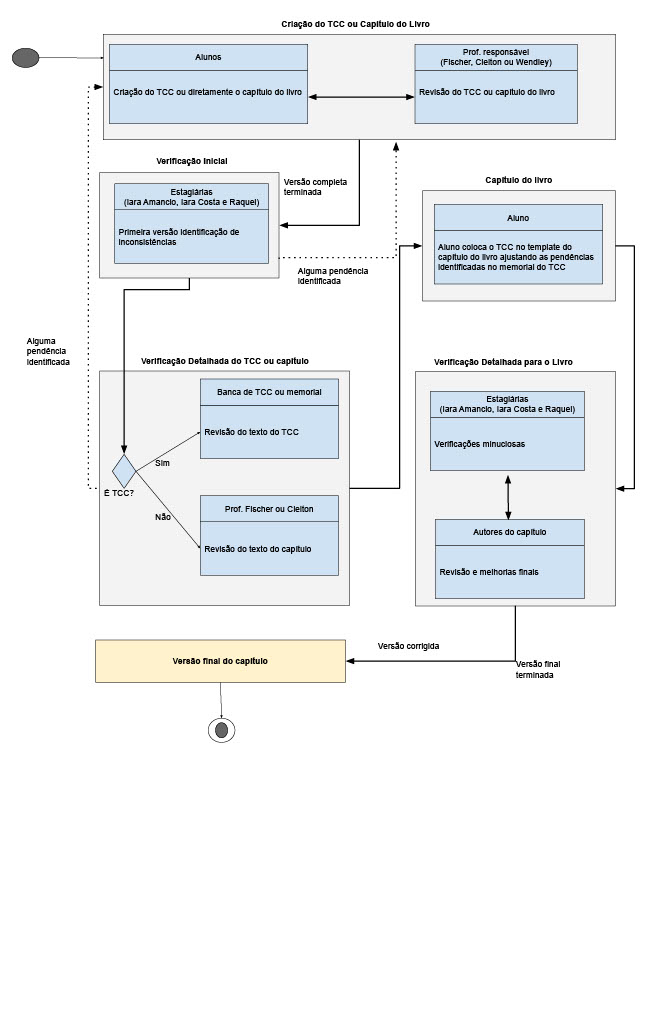 Criação do TCC ou Capítulo do Livro
Alunos
Criação do TCC ou diretamente o capítulo do livro
Prof. responsável
(Fischer, Cleiton ou Wendley)
Revisão do TCC ou capítulo do livro
Verificação Inicial
Estagiárias
(Iara Amancio, Iara Costa e Raquel)
Primeira versão identificação de
inconsistências
Versão completa
terminada
Alguma pendência
identificada
Capítulo do livro
Aluno
Aluno coloca o TCC no template do
capítulo do livro ajustando as pendências
identificadas no memorial do TCC
Alguma
pendência
identificada
Verificação Detalhada do TCC ou capítulo
Banca de TCC ou memorial
Revisão do texto do TCC
Sim
É TCC?
Não
Prof. Fischer ou Cleiton
Revisão do texto do capítulo
Verificação Detalhada para o Livro
Estagiárias
(Iara Amancio, Iara Costa e Raquel)
Verificações minuciosas
Autores do capítulo
Revisão e melhorias finais
Versão corrigida
Versão final
terminada
Versão final do capítulo